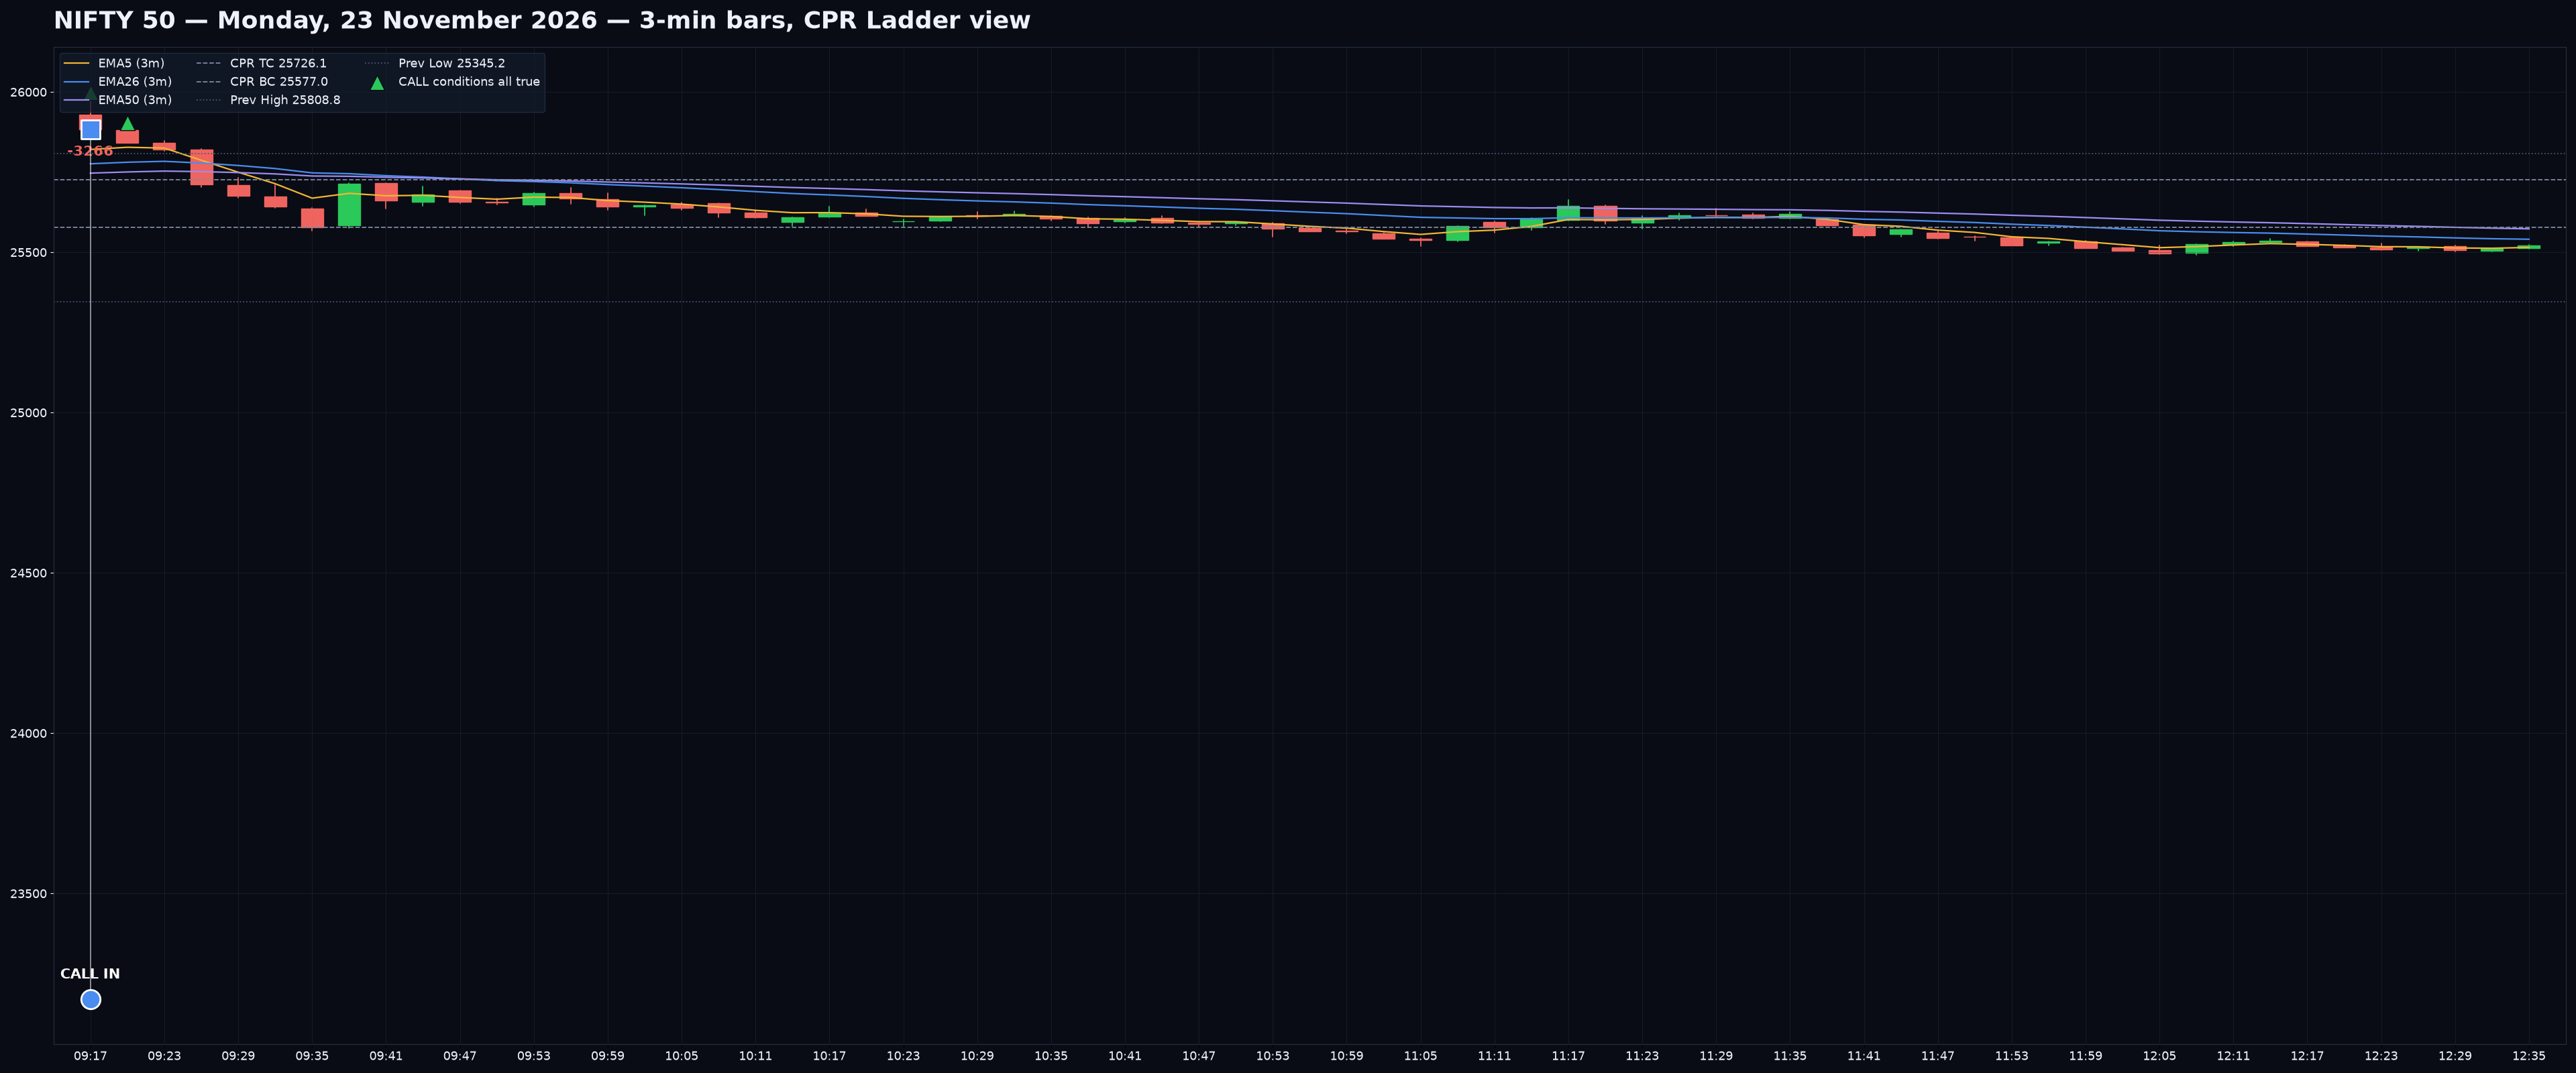 NIFTY 50 — Monday, 23 November 2026 — 3-min bars, CPR Ladder view
EMA5 (3m)
EMA26 (3m)
EMA50 (3m)
CPR TC 25726.1
CPR BC 25577.0
Prev High 25808.8
Prev Low 25345.2
CALL conditions all true
26000
25500
25000
24500
24000
23500
-3266
CALL IN
09:17 09:23 09:29 09:35 09:41 09:47 09:53 09:59 10:05 10:11 10:17 10:23 10:29 10:35 10:41 10:47 10:53 10:59 11:05 11:11 11:17 11:23 11:29 11:35 11:41 11:47 11:53 11:59 12:05 12:11 12:17 12:23 12:29 12:35